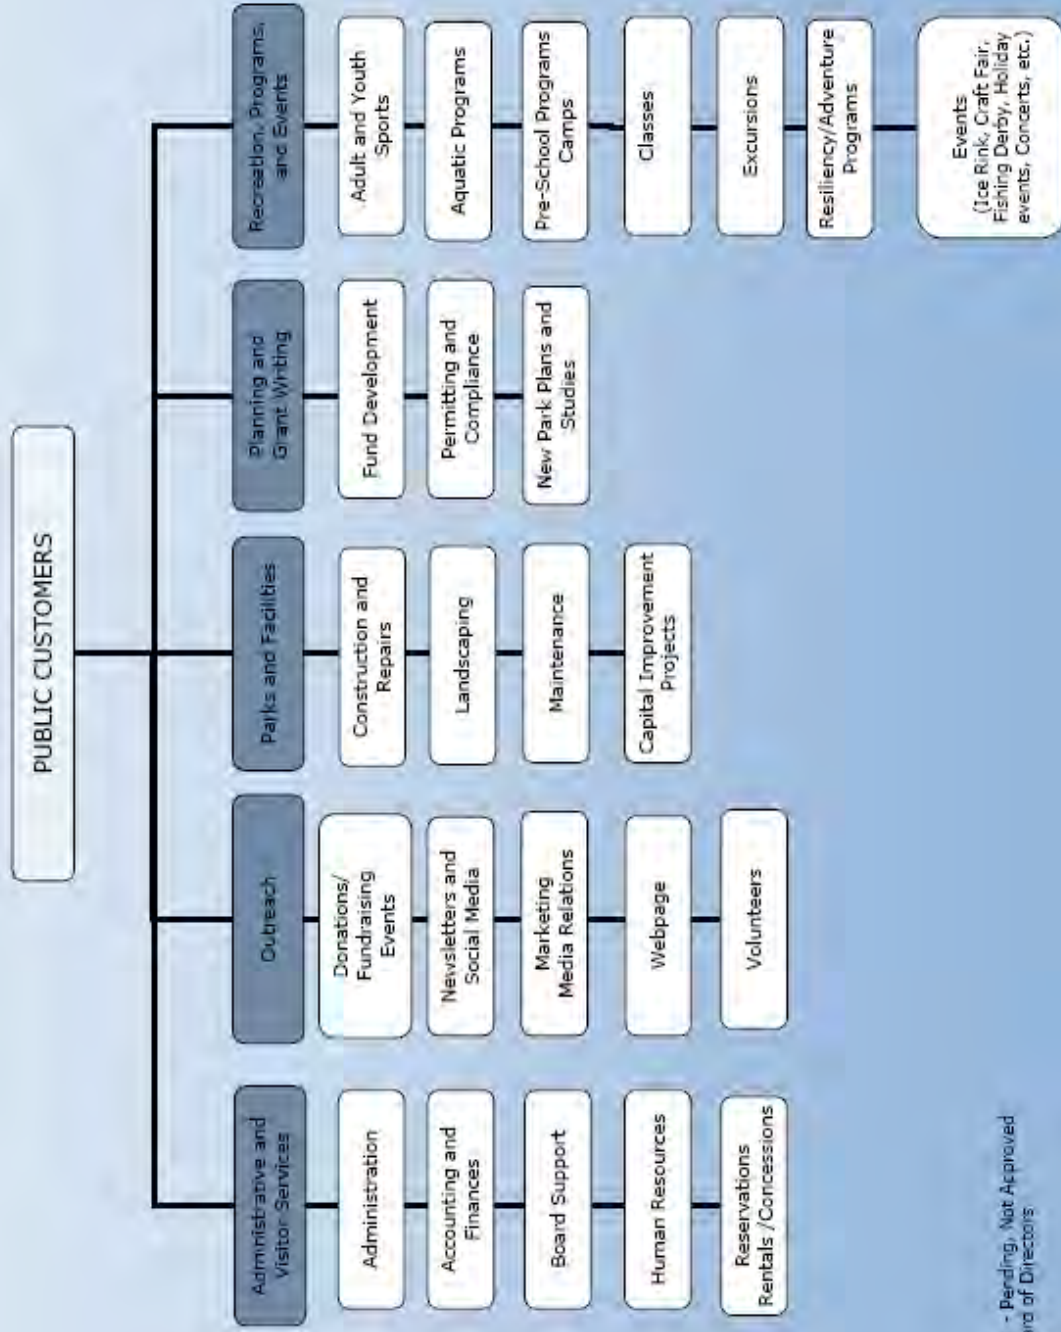 PUBLIC CUSTOMERS
Administrative and
Visitor Services
Administration
Accounting and
Finances
Board Support
Human Resources
Reservations
Rentals /Concessions
Outreach
Donations/
Fundraising
Events
Newsletters and
Social Media
Marketing
Media Relations
Webpage
Volunteers
Parks and Facilities
Construction and
Repairs
Landscaping
Maintenance
Capital Improvement
Projects
Planning and
Grant Writing
Fund Development
Permitting and
Compliance
New Park Plans and
Studies
Recreation, Programs,
and Events
Adult and Youth
Sports
Aquatic Programs
Pre-School Programs
Camps
Classes
Excursions
Resiliency/Adventure
Programs
Events
(Ice Rink, Craft Fair,
Fishing Derby, Holiday
events, Concerts, etc.)
- Pending, Not Approved
of Directors